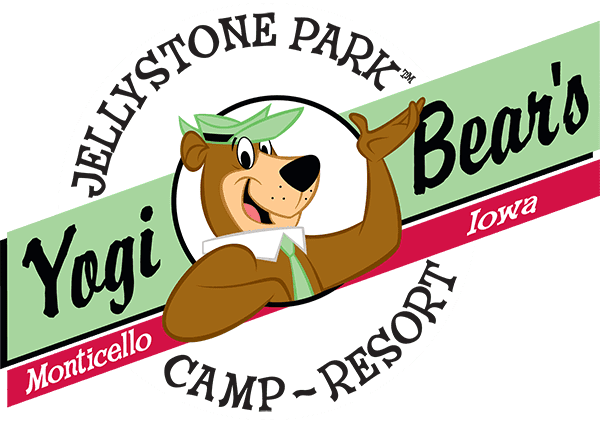 JELLYSTONE PARK™
Yogi Bear's
Monticello Iowa
CAMP~RESORT